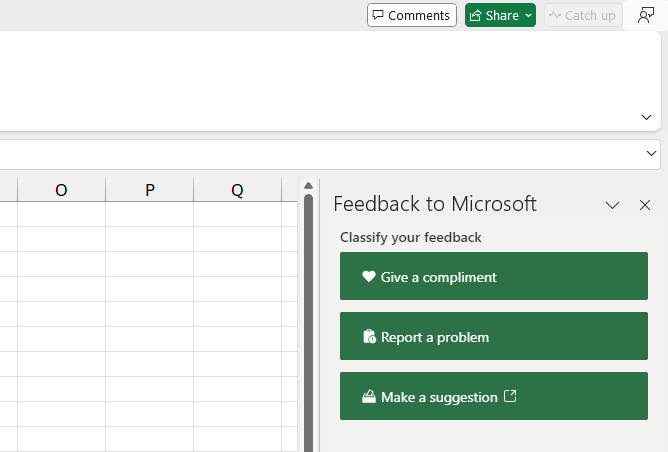 Comments Share Catch up
O P Q
Feedback to Microsoft
Classify your feedback
Give a compliment
Report a problem
Make a suggestion